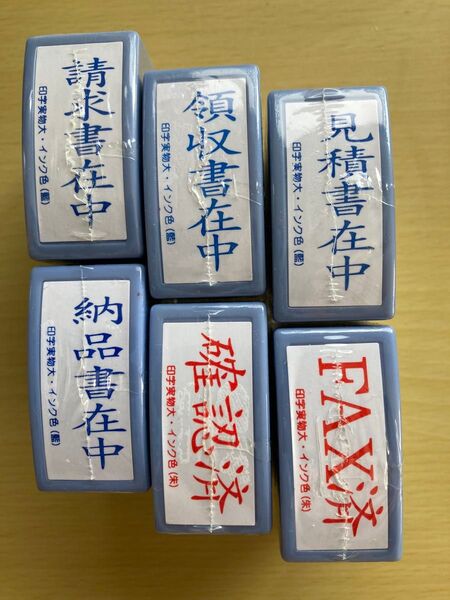 請求書在中
印字実物大・インク色(藍)
領収書在中
印字実物大・インク色(藍)
見積書在中
印字実物大・インク色(藍)
納品書在中
印字実物大・インク色(藍)
確認済
印字実物大・インク色(朱)
FAX済
印字実物大・インク色(朱)